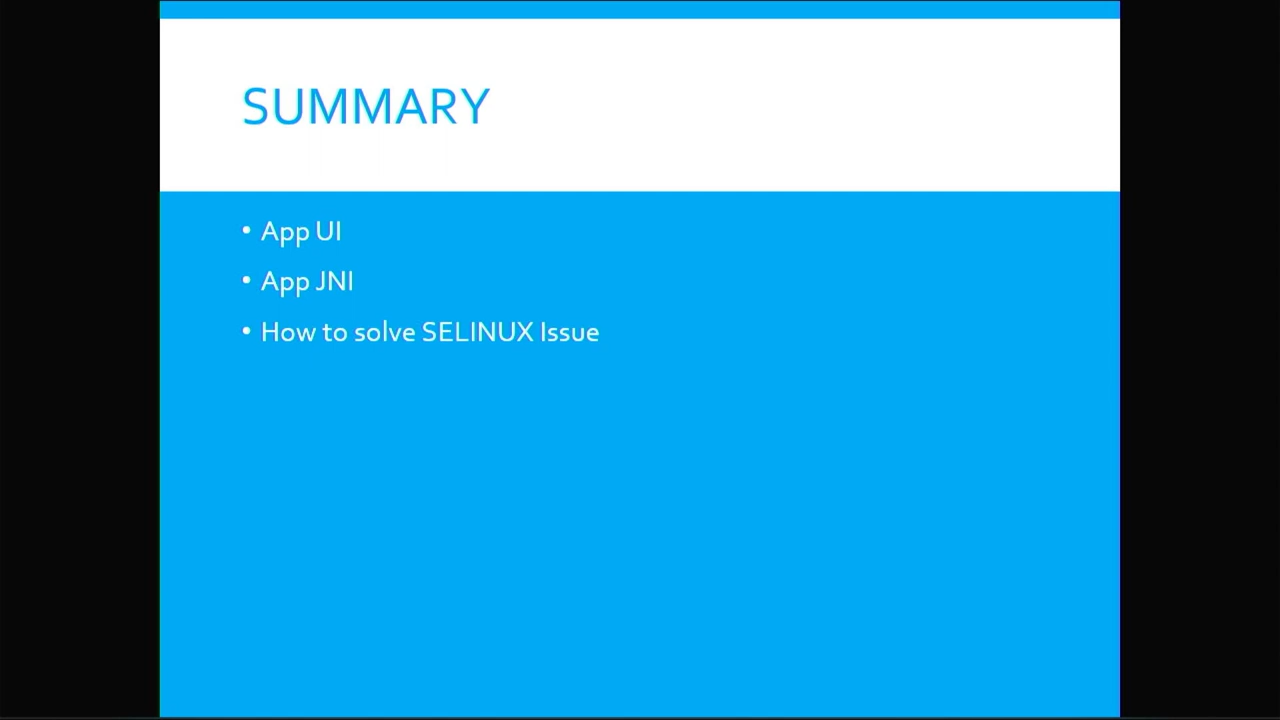 SUMMARY
• App UI
• App JNI
• How to solve SELINUX Issue